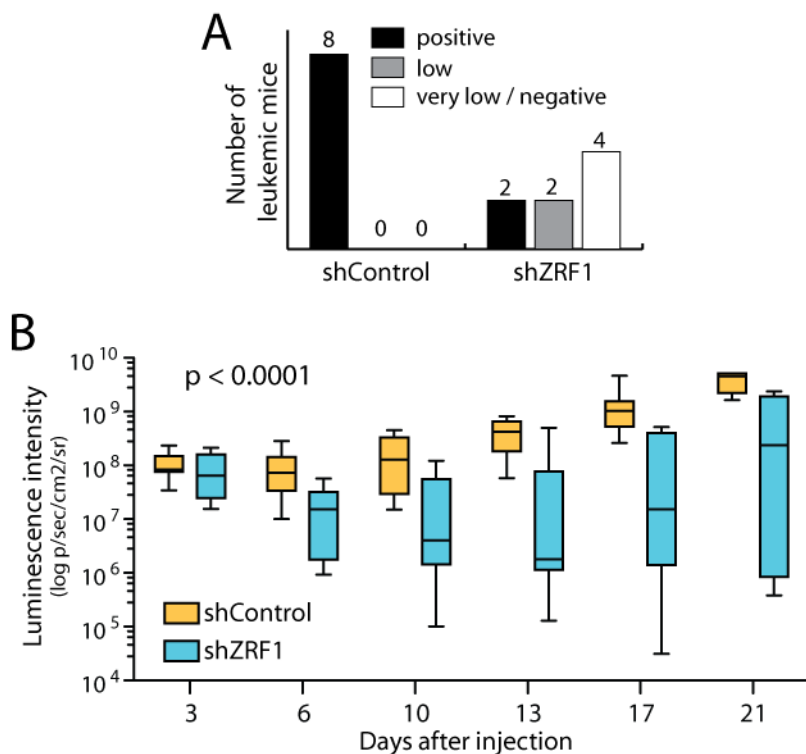 A
8
positive
low
very low / negative
4
2
2
0
0
Number of
leukemic mice
shControl
shZRF1
B
10^10
p < 0.0001
10^9
10^8
10^7
10^6
10^5
10^4
Luminescence intensity
(log p/sec/cm2/sr)
shControl
shZRF1
3
6
10
13
17
21
Days after injection